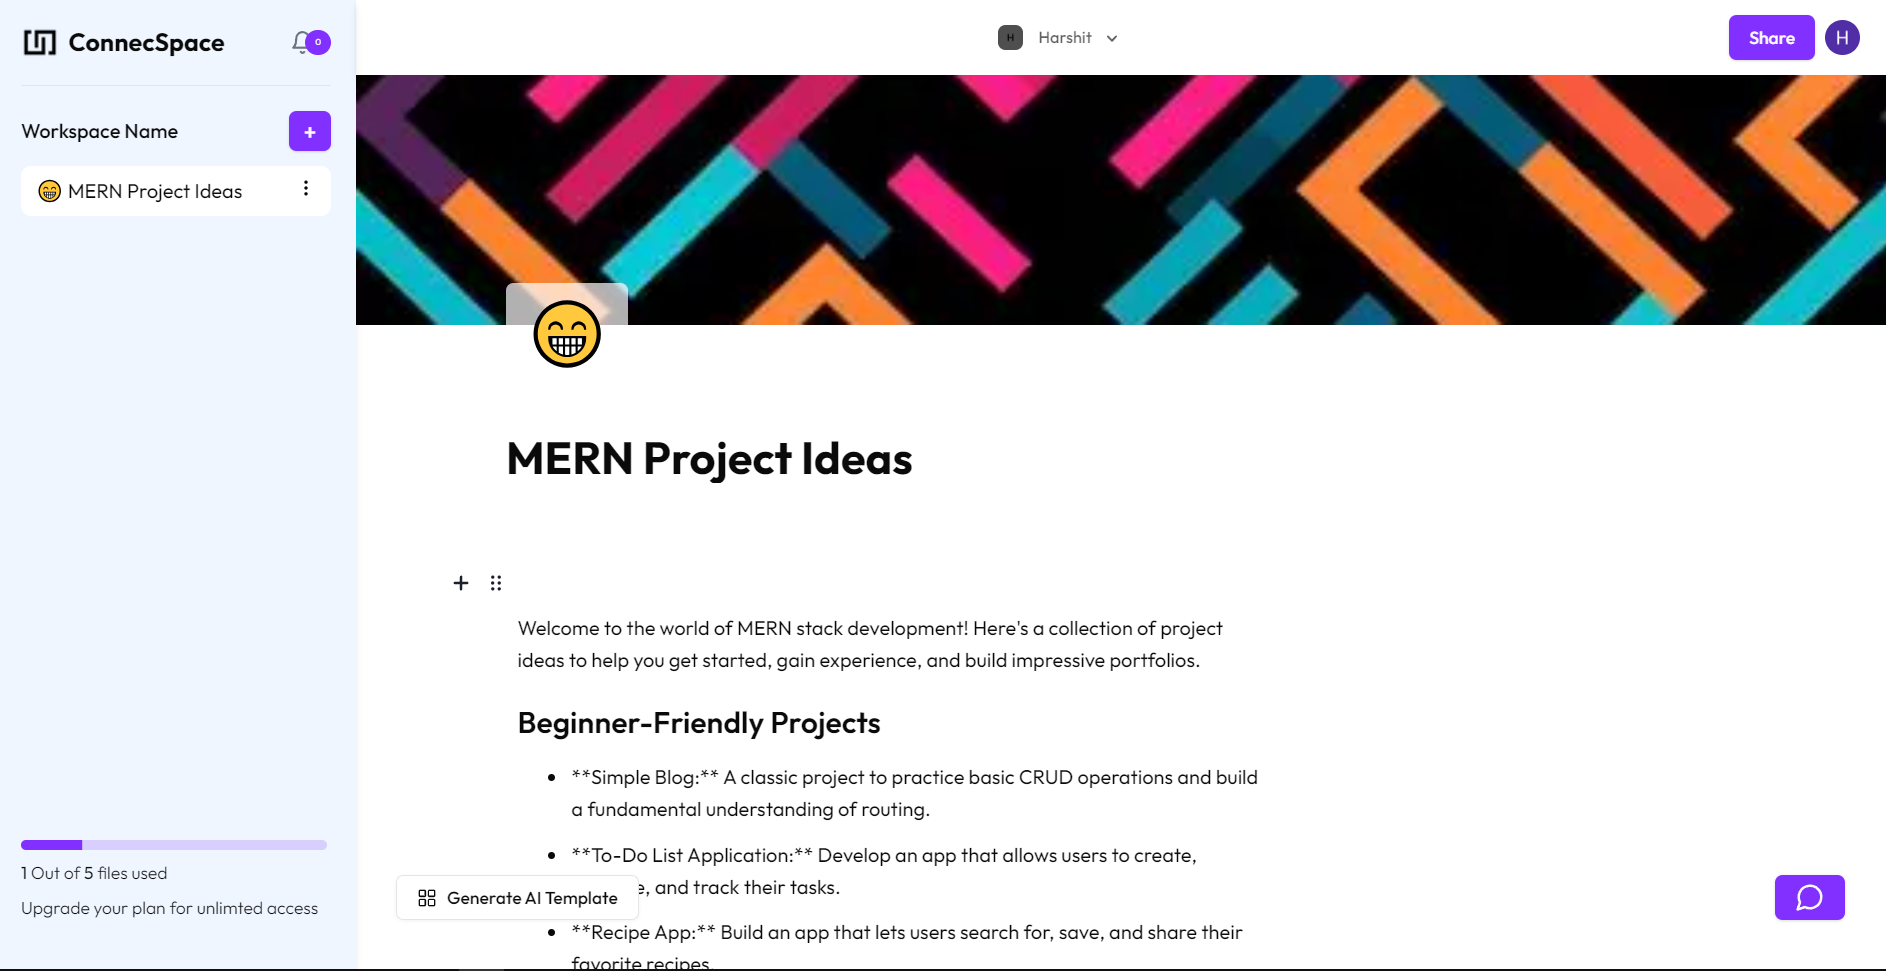 ConnecSpace
0
Workspace Name
+
MERN Project Ideas
1 Out of 5 files used
Upgrade your plan for unlimted access
H
Harshit
Share
H
MERN Project Ideas
Welcome to the world of MERN stack development! Here's a collection of project
ideas to help you get started, gain experience, and build impressive portfolios.
Beginner-Friendly Projects
**Simple Blog:** A classic project to practice basic CRUD operations and build
a fundamental understanding of routing.
**To-Do List Application:** Develop an app that allows users to create,
, and track their tasks.
Generate AI Template
**Recipe App:** Build an app that lets users search for, save, and share their
favorite recipes.